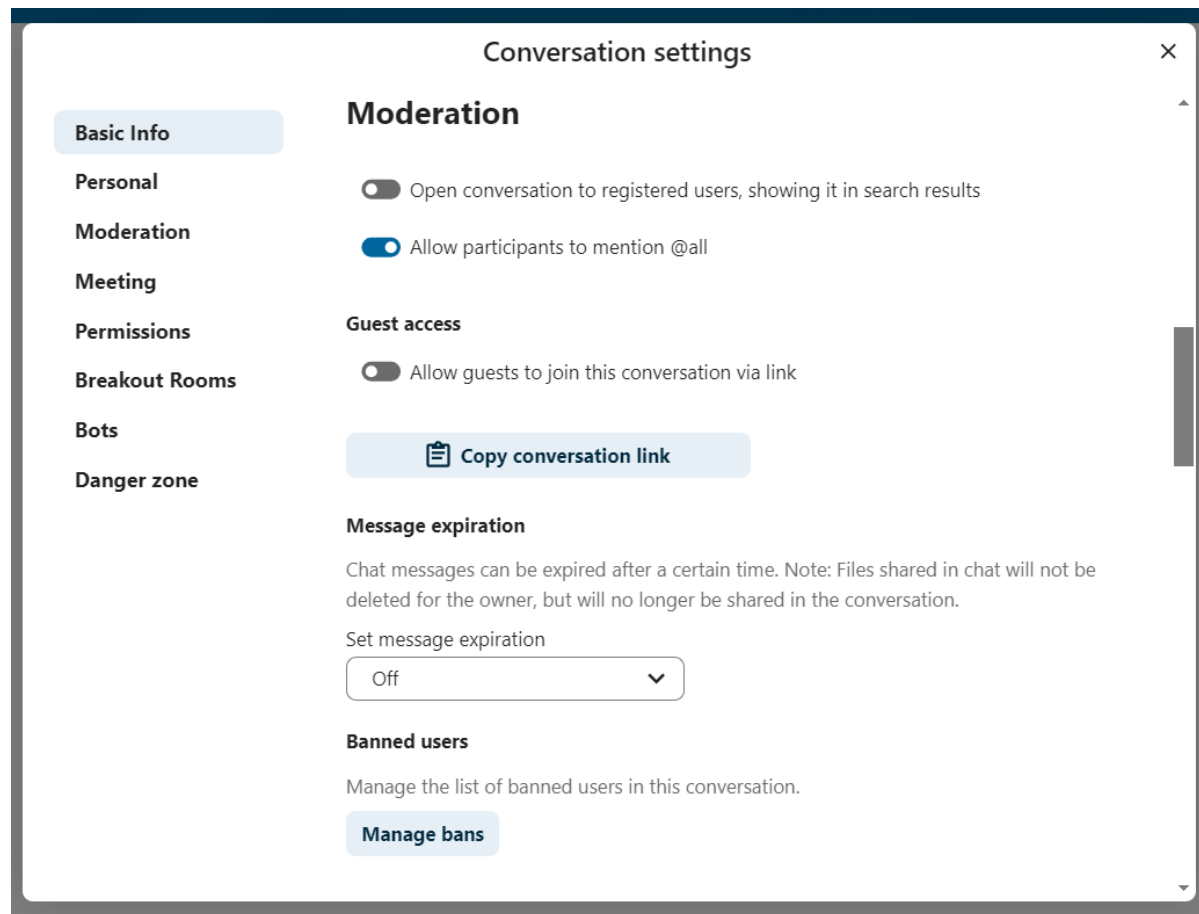 Conversation settings
Basic Info
Personal
Moderation
Meeting
Permissions
Breakout Rooms
Bots
Danger zone
Moderation
Open conversation to registered users, showing it in search results
Allow participants to mention @all
Guest access
Allow guests to join this conversation via link
Copy conversation link
Message expiration
Chat messages can be expired after a certain time. Note: Files shared in chat will not be
deleted for the owner, but will no longer be shared in the conversation.
Set message expiration
Off
Banned users
Manage the list of banned users in this conversation.
Manage bans